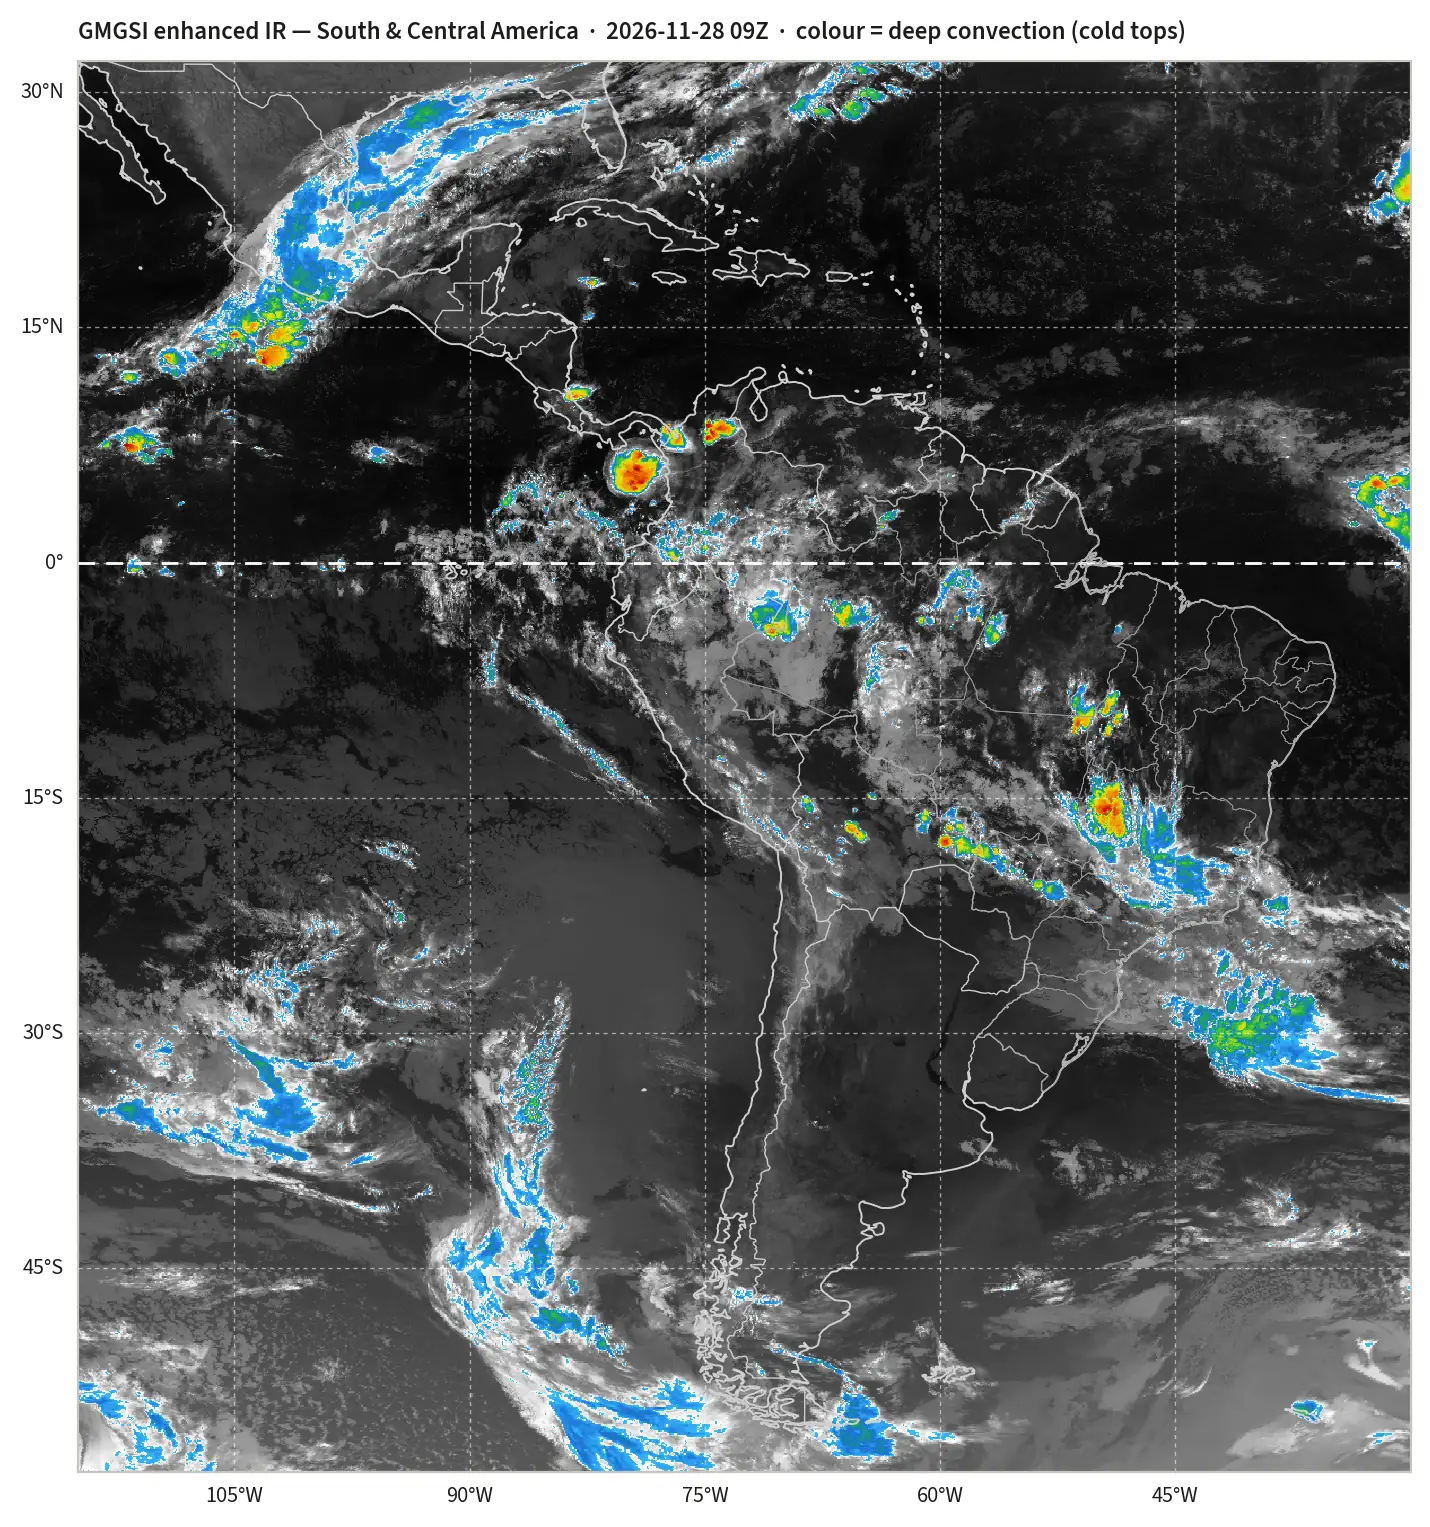 GMGSI enhanced IR — South & Central America · 2026-11-28 09Z · colour = deep convection (cold tops)
30°N
15°N
0°
15°S
30°S
45°S
105°W 90°W 75°W 60°W 45°W